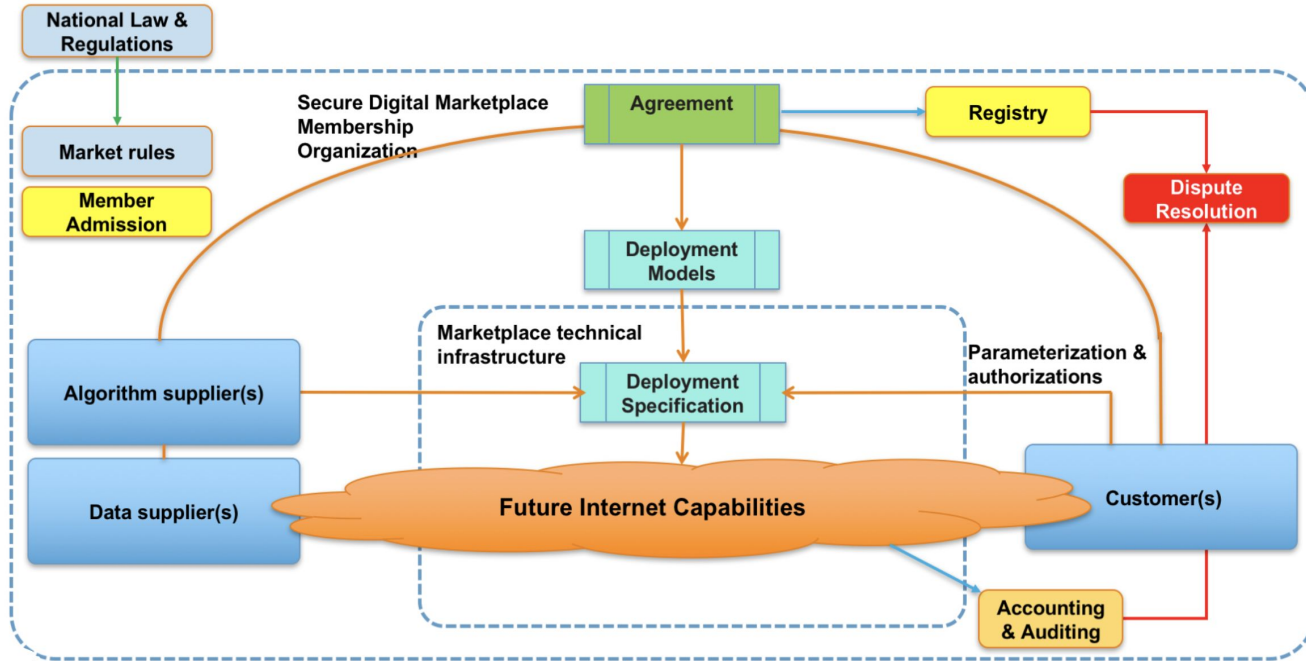 National Law &
Regulations
Secure Digital Marketplace
Membership
Organization
Agreement
Registry
Market rules
Member
Admission
Dispute
Resolution
Deployment
Models
Marketplace technical
infrastructure
Parameterization &
authorizations
Algorithm supplier(s)
Deployment
Specification
Data supplier(s)
Future Internet Capabilities
Customer(s)
Accounting
& Auditing